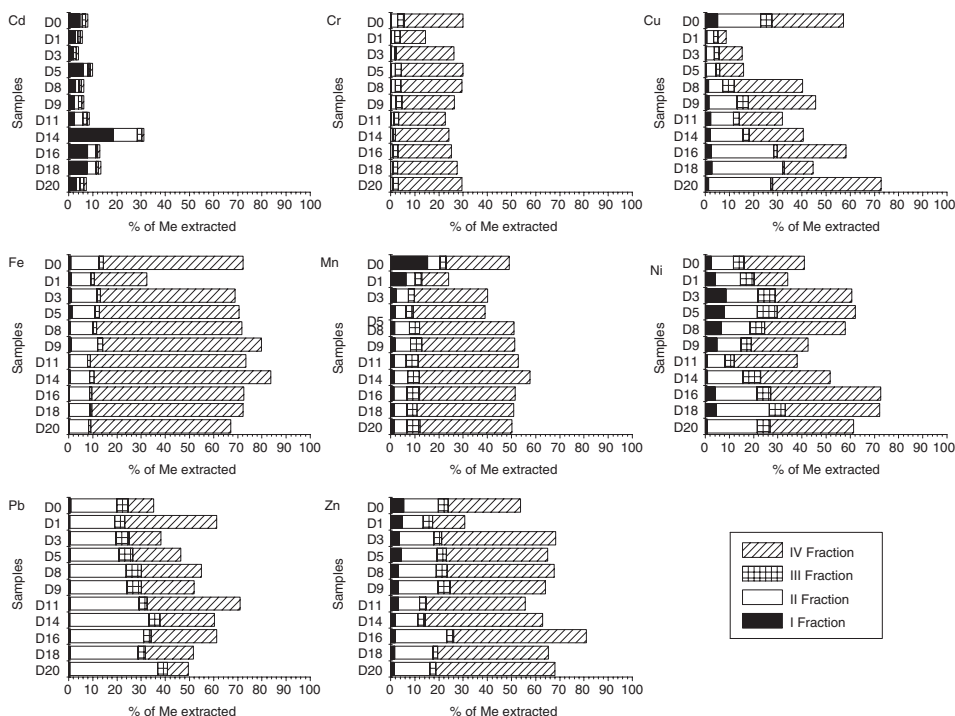 Cd
Samples
D0
D1
D3
D5
D8
D9
D11
D14
D16
D18
D20
0 10 20 30 40 50 60 70 80 90 100
% of Me extracted
Cr
Samples
D0
D1
D3
D5
D8
D9
D11
D14
D16
D18
D20
0 10 20 30 40 50 60 70 80 90 100
% of Me extracted
Cu
Samples
D0
D1
D3
D5
D8
D9
D11
D14
D16
D18
D20
0 10 20 30 40 50 60 70 80 90 100
% of Me extracted
Fe
Samples
D0
D1
D3
D5
D8
D9
D11
D14
D16
D18
D20
0 10 20 30 40 50 60 70 80 90 100
% of Me extracted
Mn
Samples
D0
D1
D3
D5
D8
D9
D11
D14
D16
D18
D20
0 10 20 30 40 50 60 70 80 90 100
% of Me extracted
Ni
Samples
D0
D1
D3
D5
D8
D9
D11
D14
D16
D18
D20
0 10 20 30 40 50 60 70 80 90 100
% of Me extracted
Pb
Samples
D0
D1
D3
D5
D8
D9
D11
D14
D16
D18
D20
0 10 20 30 40 50 60 70 80 90 100
% of Me extracted
Zn
Samples
D0
D1
D3
D5
D8
D9
D11
D14
D16
D18
D20
0 10 20 30 40 50 60 70 80 90 100
% of Me extracted
IV Fraction
III Fraction
II Fraction
I Fraction